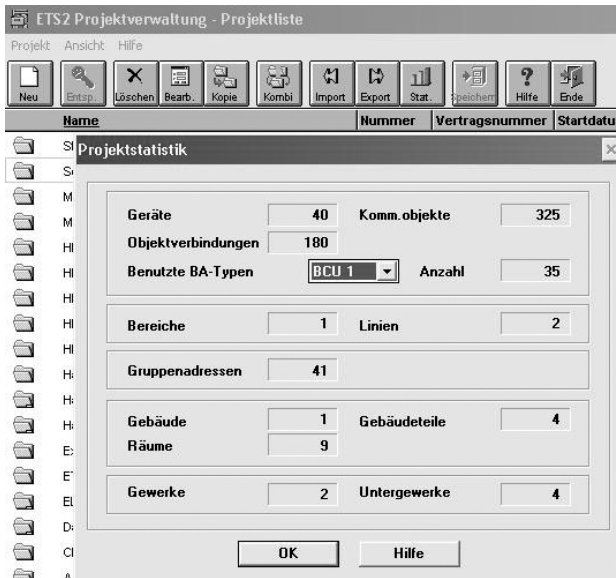 ETS2 Projektverwaltung - Projektliste
Projekt Ansicht Hilfe
Neu Entsp. Löschen Bearb. Kopie Kombi Import Export Stat. Speichern Hilfe Ende
Name Nummer Vertragsnummer Startdatu
Projektstatistik
Geräte 40 Komm.objekte 325
Objektverbindungen 180
Benutzte BA-Typen BCU 1 Anzahl 35
Bereiche 1 Linien 2
Gruppenadressen 41
Gebäude 1 Gebäudeteile 4
Räume 9
Gewerke 2 Untergewerke 4
OK Hilfe